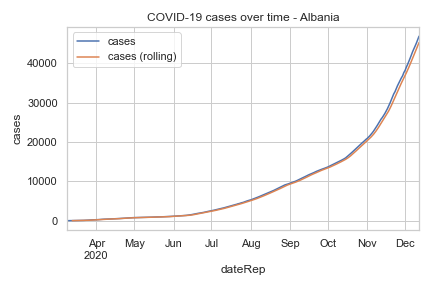 COVID-19 cases over time - Albania
cases
cases (rolling)
40000
30000
20000
10000
0
cases
Apr May Jun Jul Aug Sep Oct Nov Dec
2020
dateRep